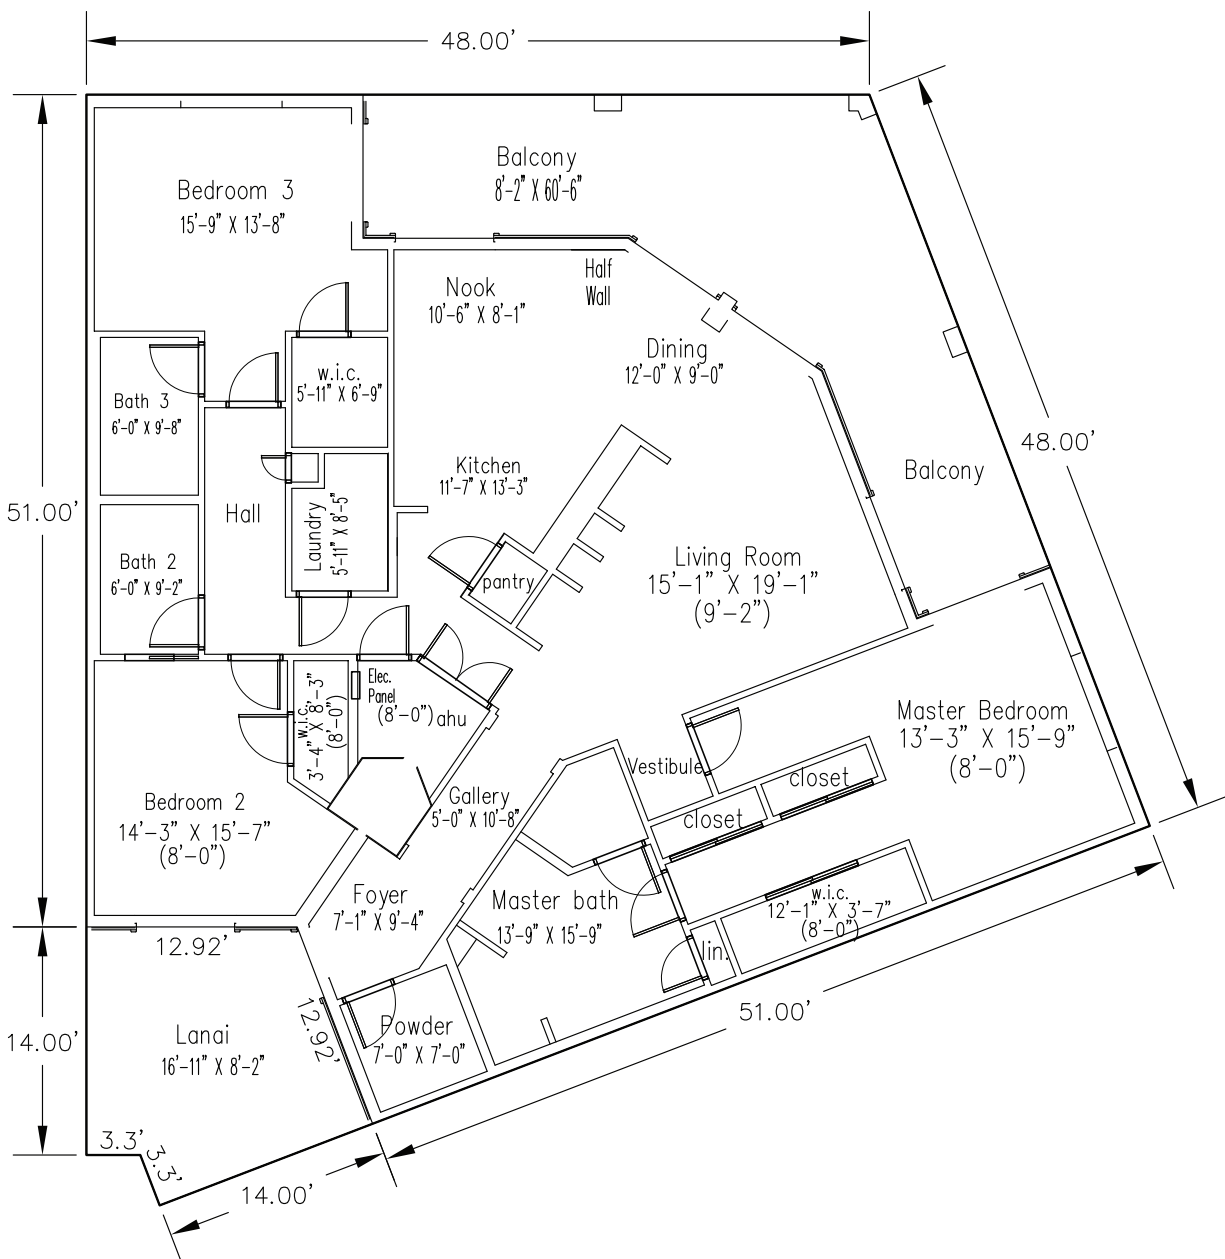 48.00'
Balcony
8'-2" X 60'-6"
Bedroom 3
15'-9" X 13'-8"
Nook
10'-6" X 8'-1"
Half
Wall
Dining
12'-0" X 9'-0"
w.i.c.
5'-11" X 6'-9"
Bath 3
6'-0" X 9'-8"
48.00'
Balcony
Kitchen
11'-7" X 13'-3"
51.00'
Hall
Laundry
5'-11" X 8'-5"
Living Room
15'-1" X 19'-1"
(9'-2")
Bath 2
6'-0" X 9'-2"
pantry
Elec.
Panel
(8'-0") ahu
w.i.c.
3'-4" X 8'-3"
(8'-0")
Master Bedroom
13'-3" X 15'-9"
(8'-0")
Vestibule
closet
closet
Bedroom 2
14'-3" X 15'-7"
(8'-0")
Gallery
5'-0" X 10'-8"
Foyer
7'-1" X 9'-4"
Master bath
13'-9" X 15'-9"
w.i.c.
12'-1" X 3'-7"
(8'-0")
lin.
12.92'
12.92'
51.00'
14.00'
Lanai
16'-11" X 8'-2"
Powder
7'-0" X 7'-0"
3.3'
3.3'
14.00'